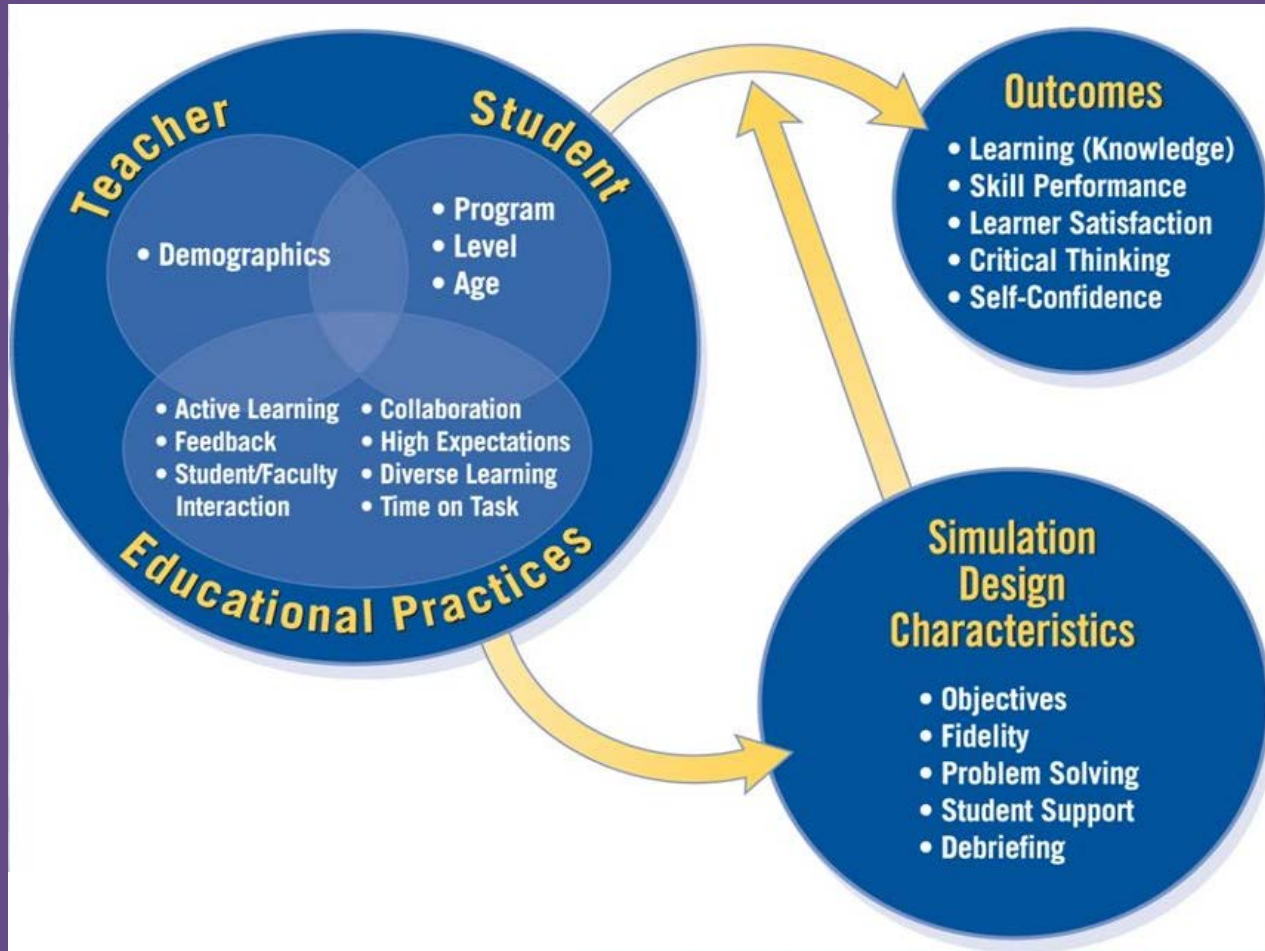 Teacher
Student
• Demographics
• Program
• Level
• Age
• Active Learning
• Feedback
• Student/Faculty
Interaction
• Collaboration
• High Expectations
• Diverse Learning
• Time on Task
Educational Practices
Outcomes
• Learning (Knowledge)
• Skill Performance
• Learner Satisfaction
• Critical Thinking
• Self-Confidence
Simulation
Design
Characteristics
• Objectives
• Fidelity
• Problem Solving
• Student Support
• Debriefing